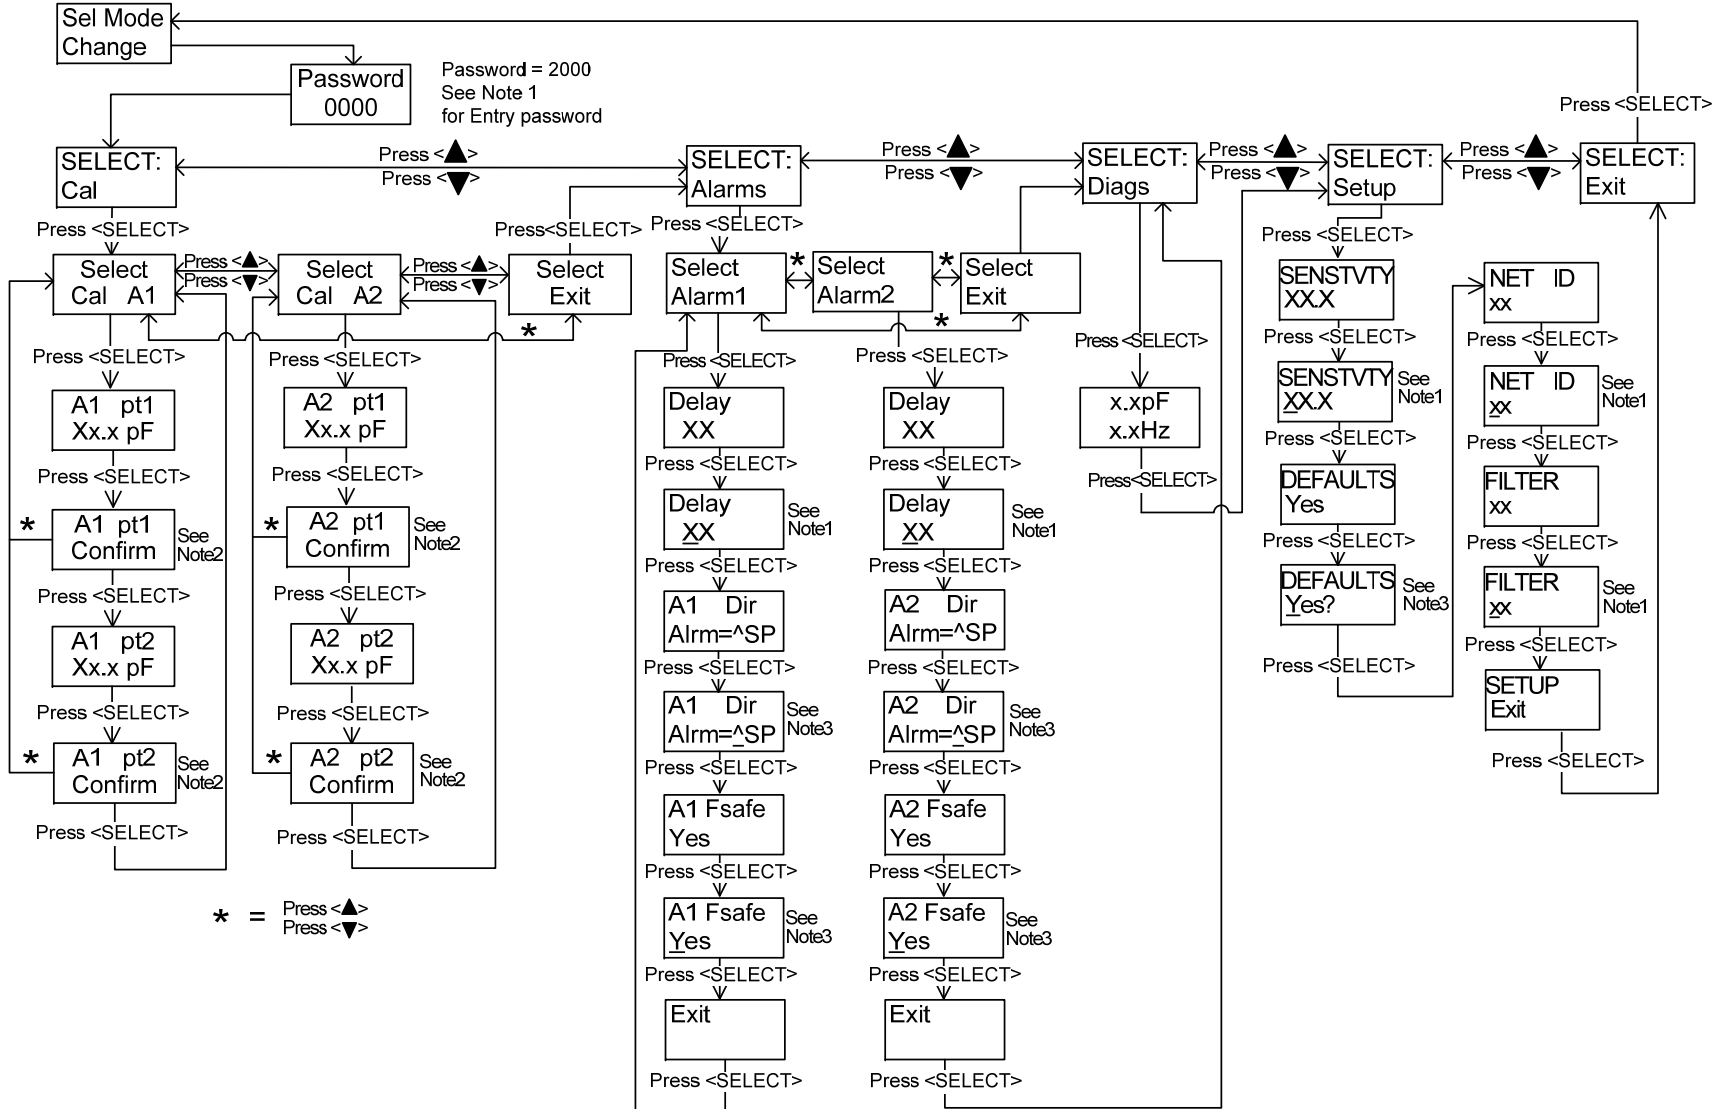 Sel Mode
Change
Password
0000
Password = 2000
See Note 1
for Entry password
Press <SELECT>
SELECT:
Cal
Press <▲>
Press <▼>
SELECT:
Alarms
Press <▲>
Press <▼>
SELECT:
Diags
Press <▲>
Press <▼>
SELECT:
Setup
Press <▲>
Press <▼>
SELECT:
Exit
Press <SELECT>
Select
Cal A1
Press <▲>
Press <▼>
Select
Cal A2
Press <▲>
Press <▼>
Press<SELECT>
Select
Exit
*
Press <SELECT>
A1 pt1
Xx.x pF
Press <SELECT>
*
A1 pt1
Confirm
See
Note2
Press <SELECT>
A1 pt2
Xx.x pF
Press <SELECT>
*
A1 pt2
Confirm
See
Note2
Press <SELECT>
Press <SELECT>
A2 pt1
Xx.x pF
Press <SELECT>
*
A2 pt1
Confirm
See
Note2
Press <SELECT>
A2 pt2
Xx.x pF
Press <SELECT>
*
A2 pt2
Confirm
See
Note2
Press <SELECT>
* = Press <▲>
Press <▼>
Press <SELECT>
Select
Alarm1
*
Select
Alarm2
*
Select
Exit
*
Press <SELECT>
Delay
XX
Press <SELECT>
Delay
XX
See
Note1
Press <SELECT>
A1 Dir
Alrm=^SP
Press <SELECT>
A1 Dir
Alrm=^SP
See
Note3
Press <SELECT>
A1 Fsafe
Yes
Press <SELECT>
A1 Fsafe
Yes
See
Note3
Press <SELECT>
Exit
Press <SELECT>
Press <SELECT>
Delay
XX
Press <SELECT>
Delay
XX
See
Note1
Press <SELECT>
A2 Dir
Alrm=^SP
Press <SELECT>
A2 Dir
Alrm=^SP
See
Note3
Press <SELECT>
A2 Fsafe
Yes
Press <SELECT>
A2 Fsafe
Yes
See
Note3
Press <SELECT>
Exit
Press <SELECT>
Press <SELECT>
x.xpF
x.xHz
Press<SELECT>
Press <SELECT>
SENSTVTY
XX.X
Press <SELECT>
SENSTVTY
XX.X
See
Note1
Press <SELECT>
DEFAULTS
Yes
Press <SELECT>
DEFAULTS
Yes?
See
Note3
Press <SELECT>
NET ID
xx
Press <SELECT>
NET ID
xx
See
Note1
Press <SELECT>
FILTER
xx
Press <SELECT>
FILTER
xx
See
Note1
Press <SELECT>
SETUP
Exit
Press <SELECT>